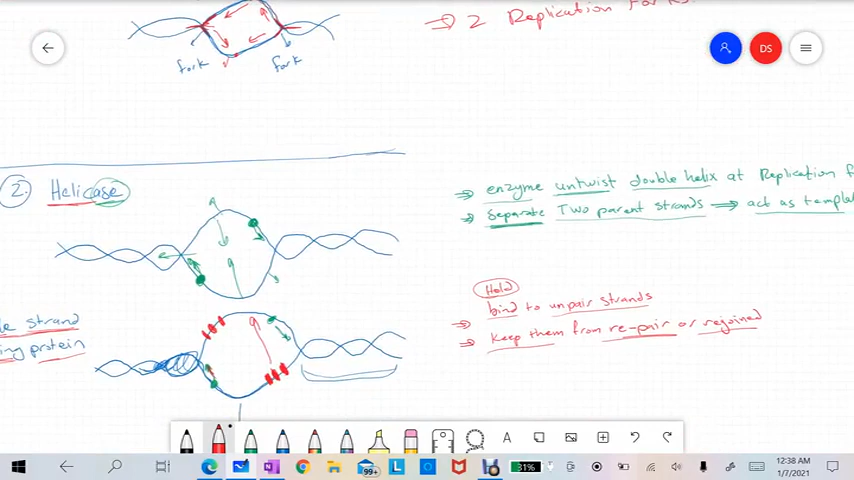 2 Replication
fork
fork
DS
2. Helicase
enzyme untwist double helix at Replication f
Separate Two parent strands → act as templa
A
Hold
bind to unpair strands
Keep them from re-pair or rejoined
le strand
ing protein
A
99+
L
31%
12:38 AM
1/7/2021